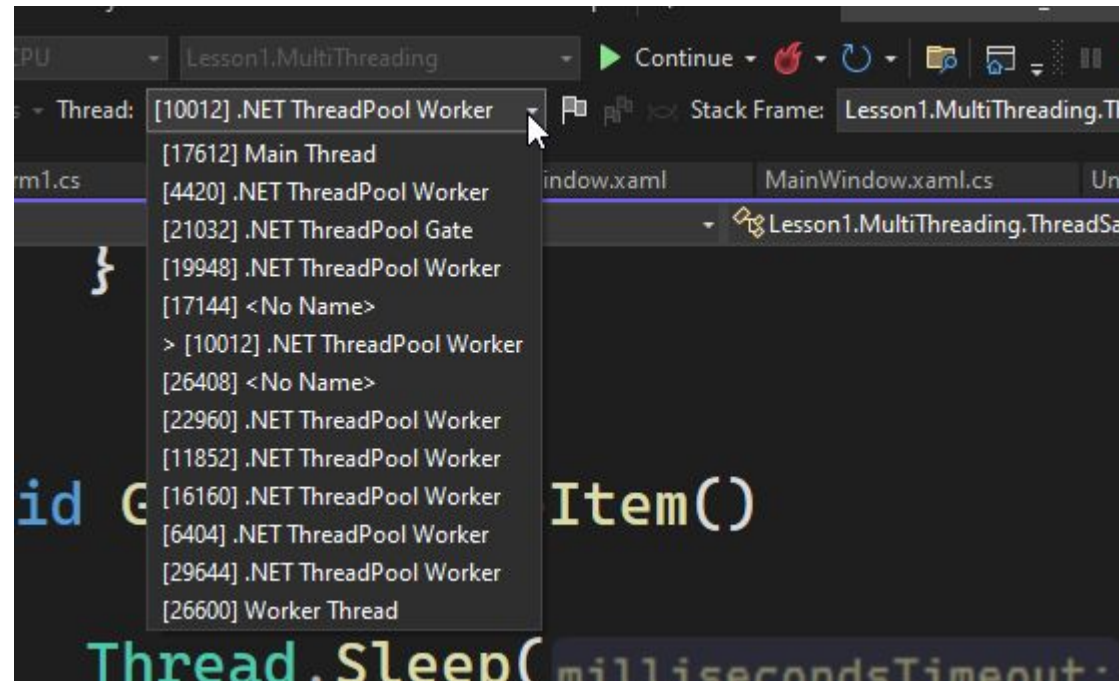 CPU Lesson1.MultiThreading Continue
Thread: [10012] .NET ThreadPool Worker Stack Frame: Lesson1.MultiThreading.Th
[17612] Main Thread
rm1.cs indow.xaml MainWindow.xaml.cs Un
[4420] .NET ThreadPool Worker
[21032] .NET ThreadPool Gate Lesson1.MultiThreading.ThreadSa
}
[19948] .NET ThreadPool Worker
[17144] <No Name>
> [10012] .NET ThreadPool Worker
[26408] <No Name>
[22960] .NET ThreadPool Worker
[11852] .NET ThreadPool Worker
id G Item()
[16160] .NET ThreadPool Worker
[6404] .NET ThreadPool Worker
[29644] .NET ThreadPool Worker
[26600] Worker Thread
Thread.Sleep( millisecondsTimeout: